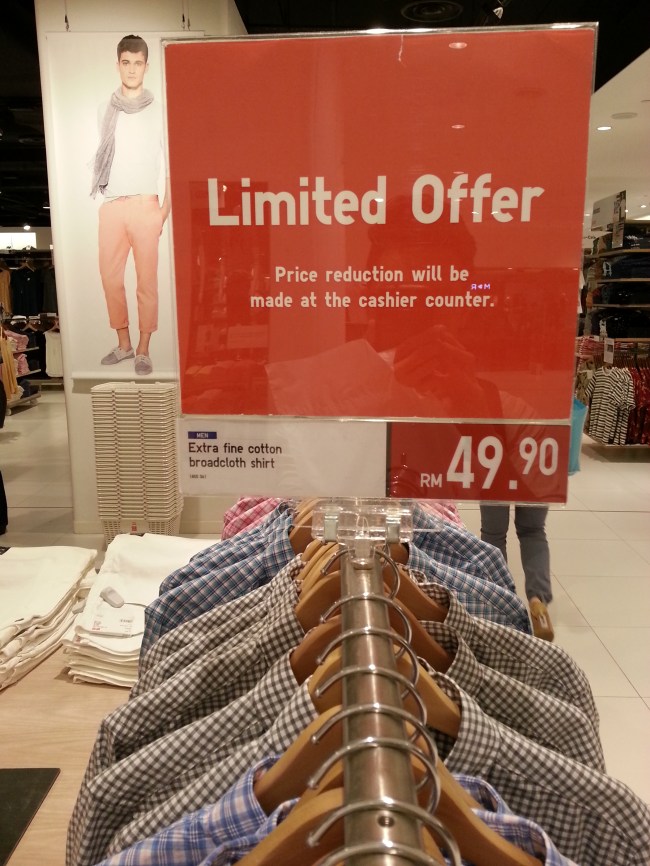 Limited Offer
Price reduction will be
made at the cashier counter.
MEN
Extra fine cotton
broadcloth shirt
RM 49.90